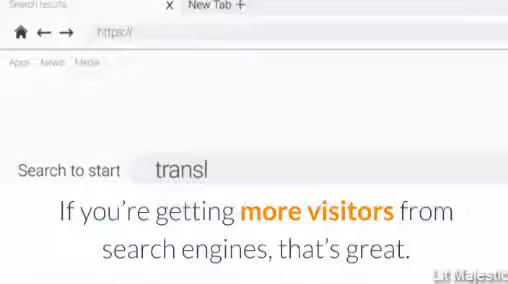 Search results x New Tab +
https://
Apps News Media
Search to start transl
If you're getting more visitors from
search engines, that's great.
Lit Majestic